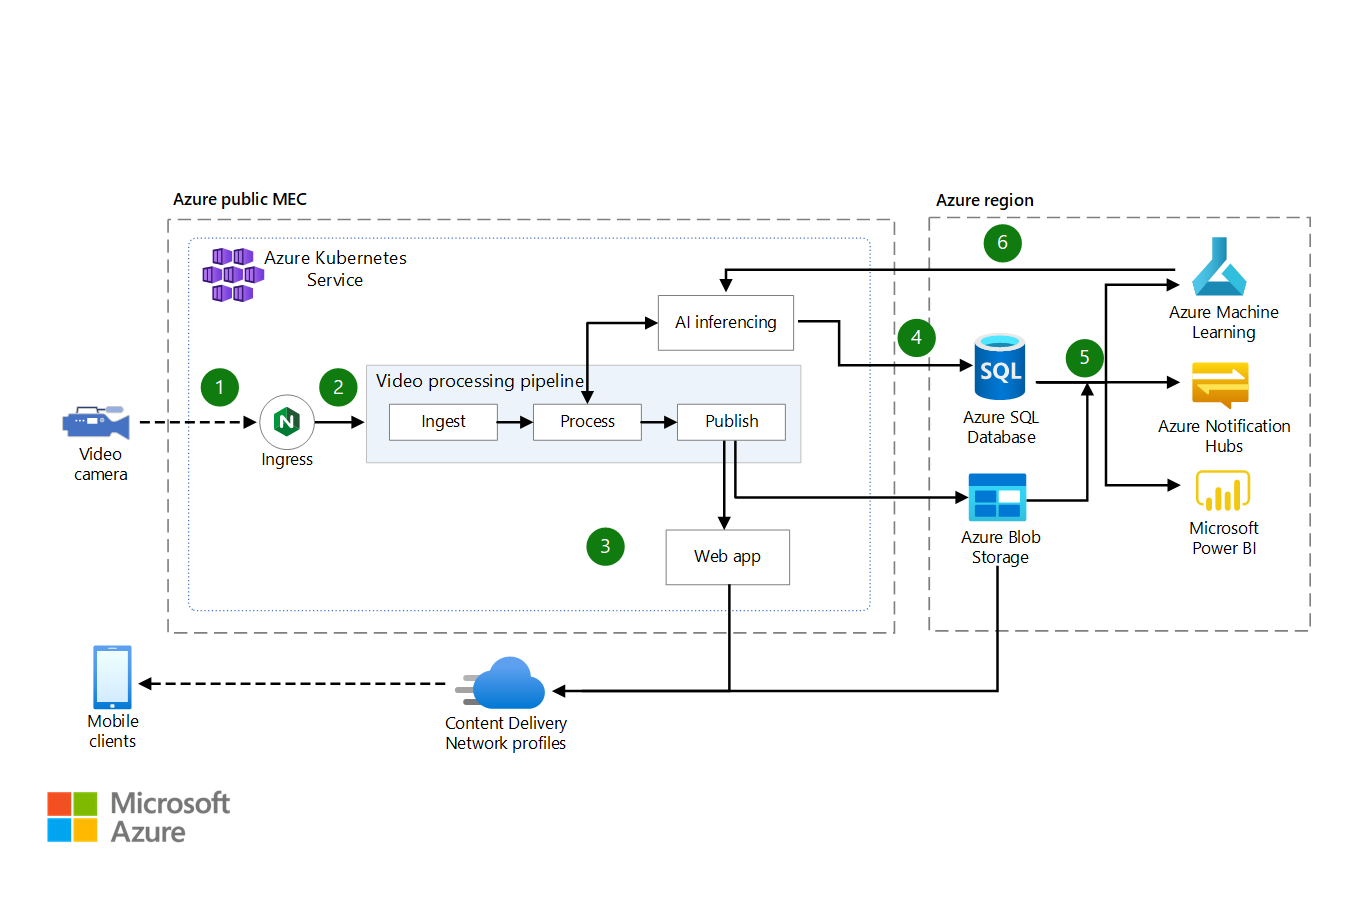 Azure public MEC
Azure region
6
Azure Kubernetes
Service
AI inferencing
Azure Machine
Learning
4
SQL
5
1
2
Video processing pipeline
Ingest
Process
Publish
N
Ingress
Video
camera
Azure SQL
Database
Azure Notification
Hubs
3
Web app
Azure Blob
Storage
Microsoft
Power BI
Mobile
clients
Content Delivery
Network profiles
Microsoft
Azure